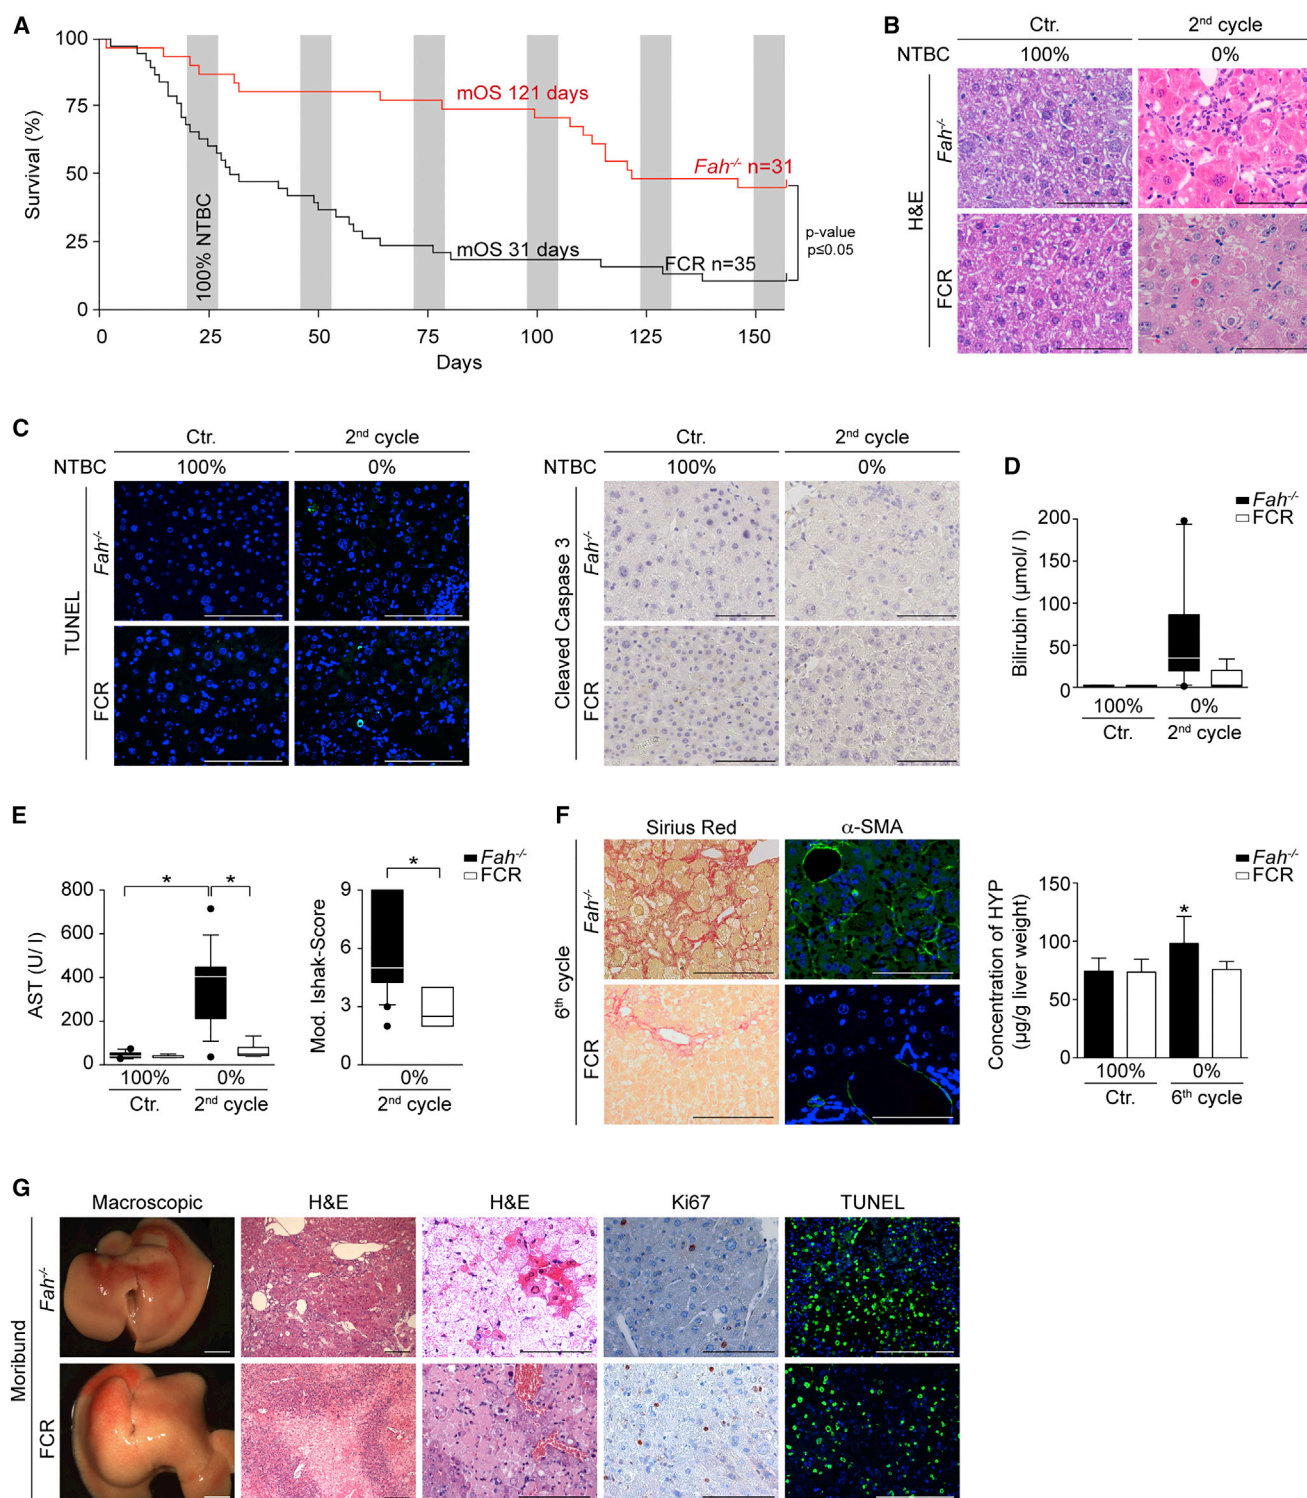 A
100
75
50
25
0
Survival (%)
100% NTBC
mOS 121 days
Fah-/- n=31
mOS 31 days
FCR n=35
p-value
p≤0.05
0 25 50 75 100 125 150
Days
B
Ctr. 2nd cycle
NTBC 100% 0%
H&E
Fah-/-
FCR
C
Ctr. 2nd cycle
NTBC 100% 0%
TUNEL
Fah-/-
FCR
Ctr. 2nd cycle
NTBC 100% 0%
Cleaved Caspase 3
Fah-/-
FCR
D
Fah-/-
FCR
200
150
100
50
0
Bilirubin (µmol/ l)
100% 0%
Ctr. 2nd cycle
E
800
600
400
200
0
AST (U/ l)
* *
100% 0%
Ctr. 2nd cycle
Fah-/-
FCR
9
6
3
0
Mod. Ishak-Score
*
0%
2nd cycle
F
Sirius Red α-SMA
6th cycle
Fah-/-
FCR
Fah-/-
FCR
150
100
50
0
Concentration of HYP
(µg/g liver weight)
*
100% 0%
Ctr. 6th cycle
G
Macroscopic H&E H&E Ki67 TUNEL
Moribund
Fah-/-
FCR